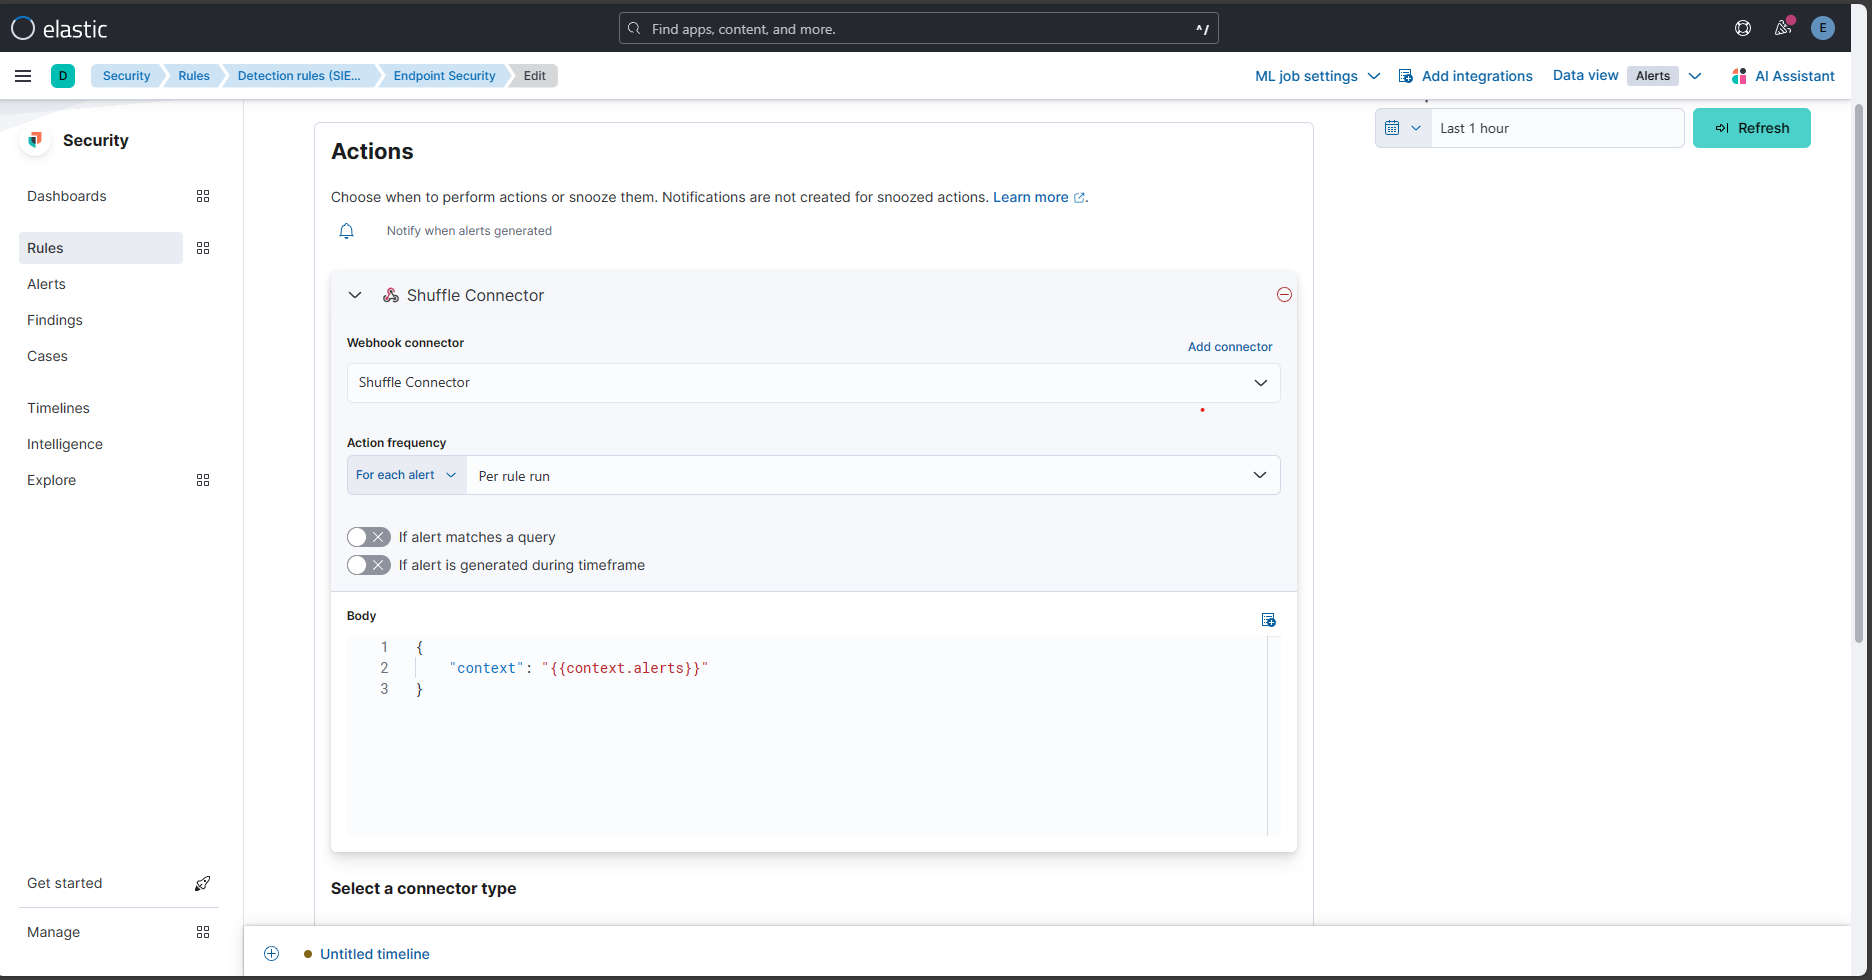 elastic
Find apps, content, and more.
^/
E
D
Security
Rules
Detection rules (SIE...
Endpoint Security
Edit
ML job settings
Add integrations
Data view
Alerts
AI Assistant
Security
Dashboards
Rules
Alerts
Findings
Cases
Timelines
Intelligence
Explore
Get started
Manage
Last 1 hour
Refresh
Actions
Choose when to perform actions or snooze them. Notifications are not created for snoozed actions. Learn more.
Notify when alerts generated
Shuffle Connector
Webhook connector
Add connector
Shuffle Connector
Action frequency
For each alert
Per rule run
If alert matches a query
If alert is generated during timeframe
Body
1 {
2 "context": "{{context.alerts}}"
3 }
Select a connector type
Untitled timeline